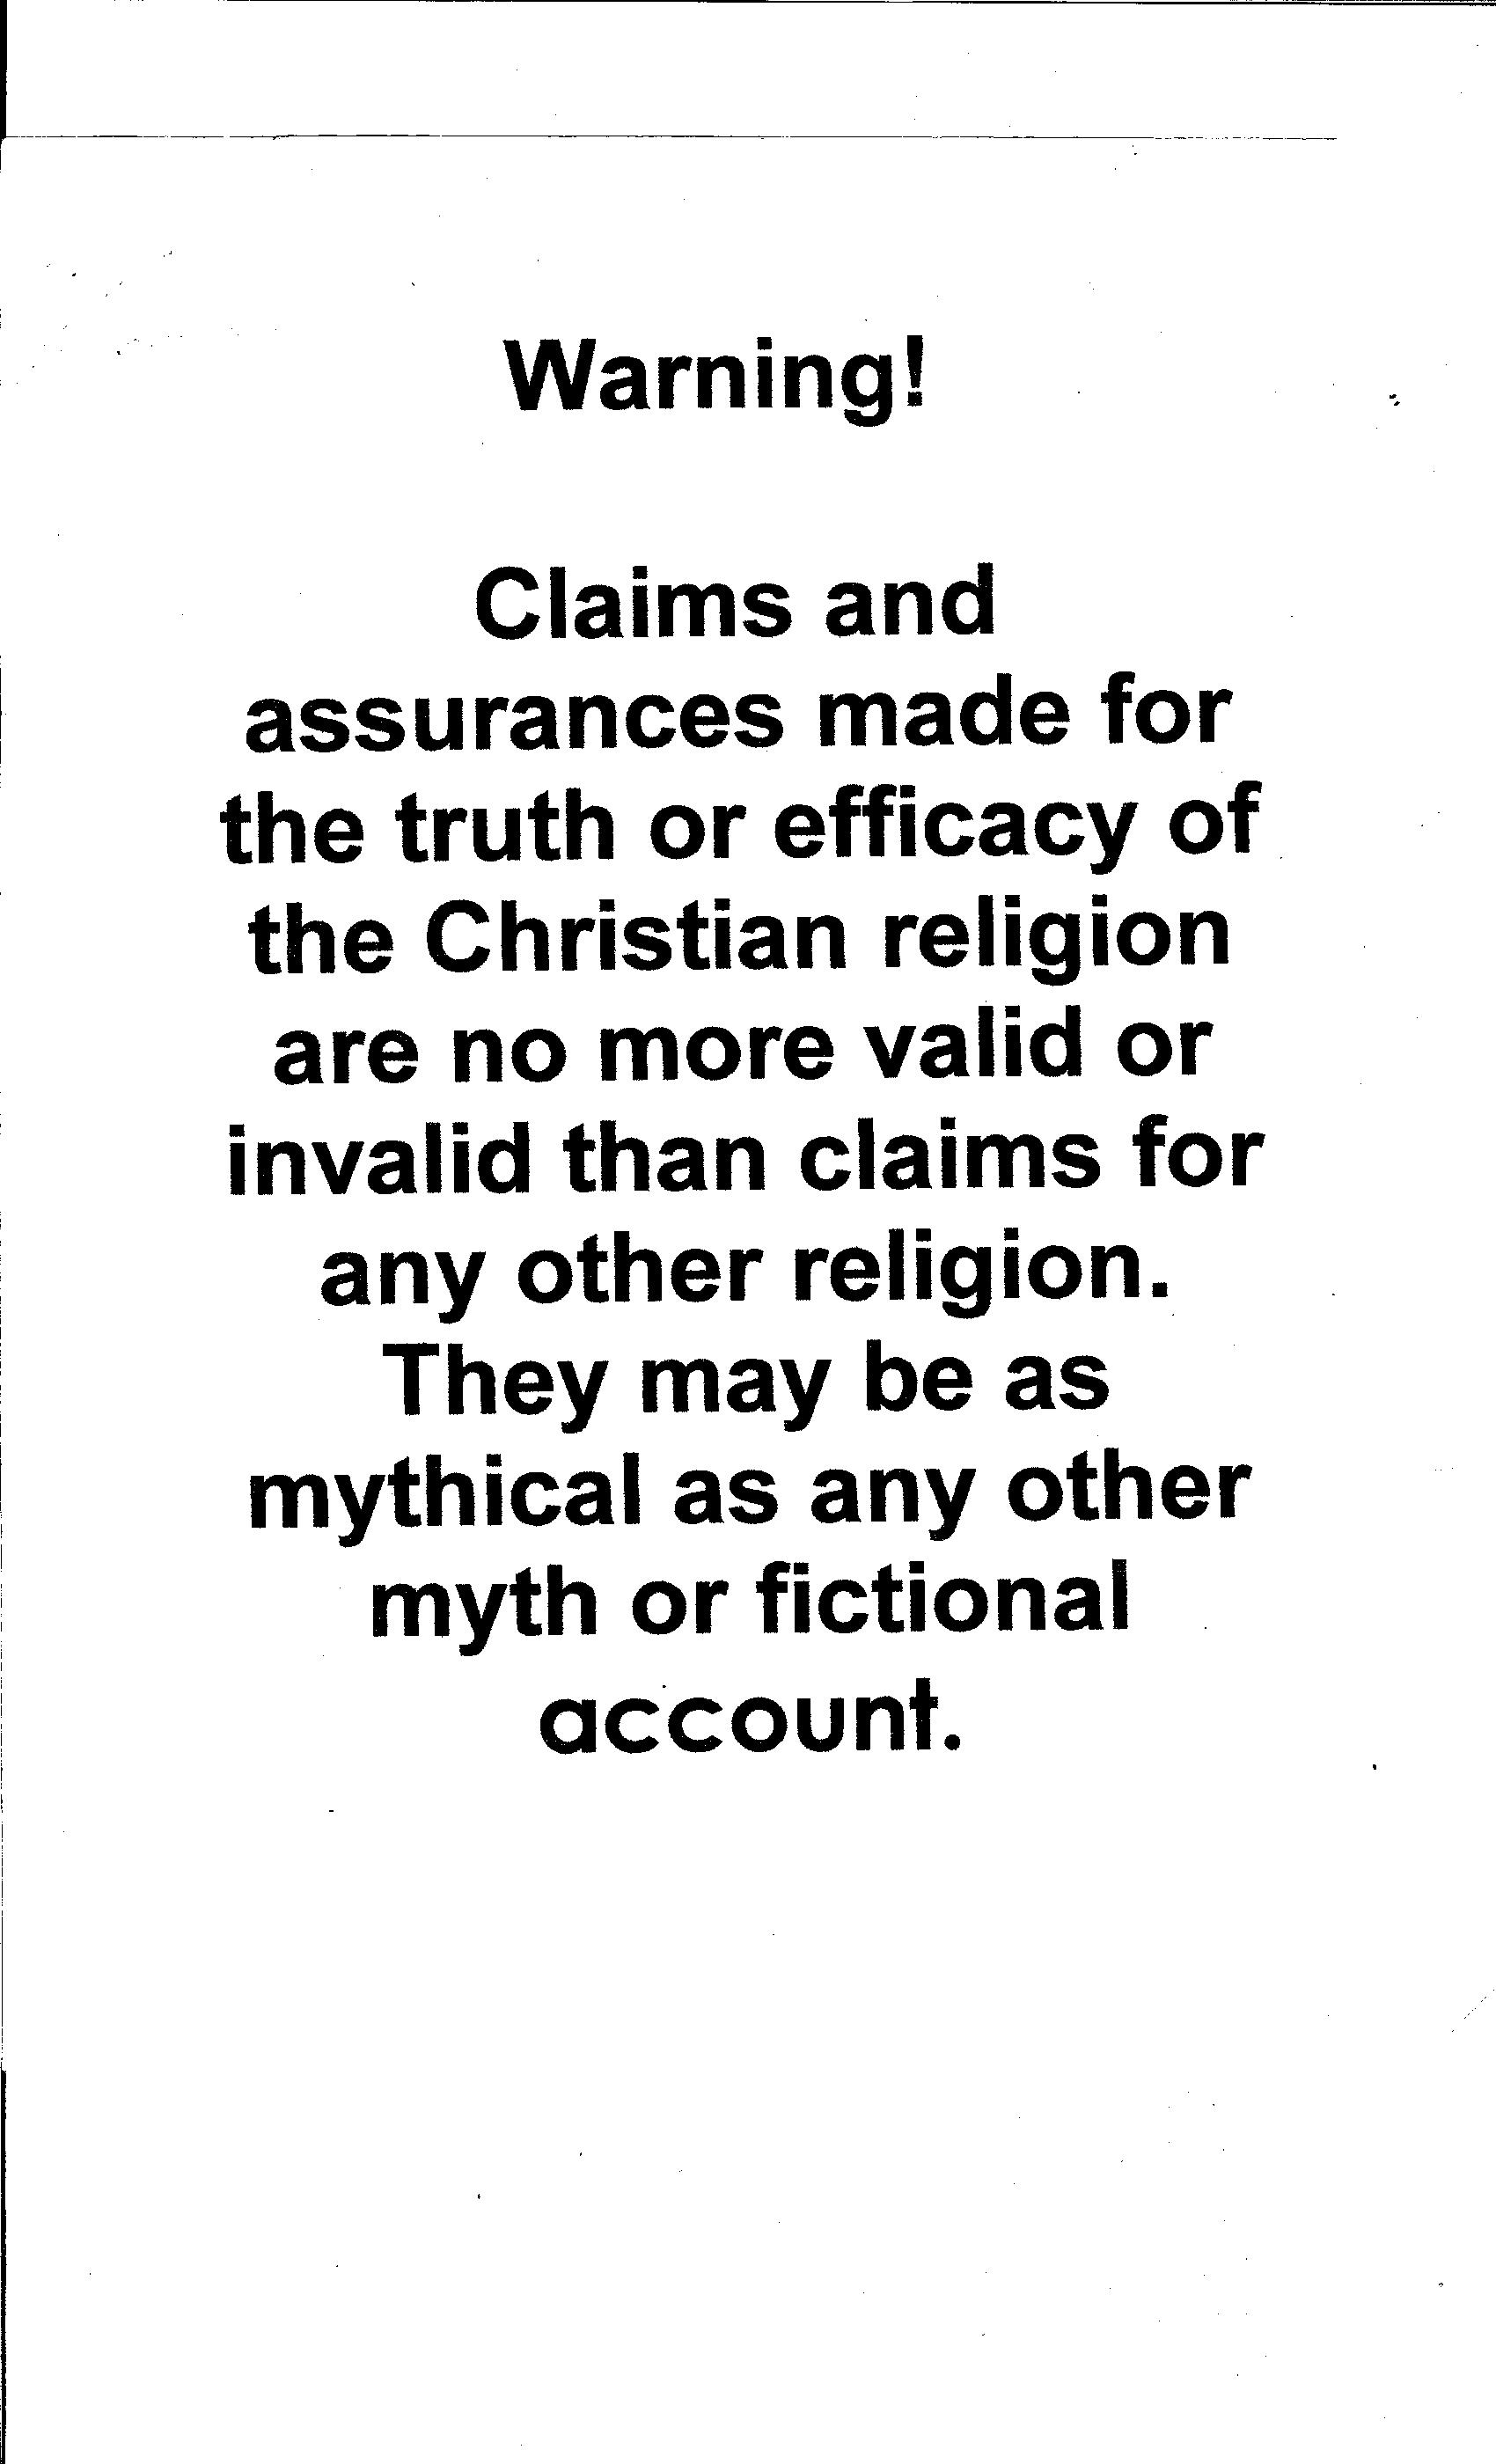 Warning!
Claims and
assurances made for
the truth or efficacy of
the Christian religion
are no more valid or
invalid than claims for
any other religion.
They may be as
mythical as any other
myth or fictional
account.